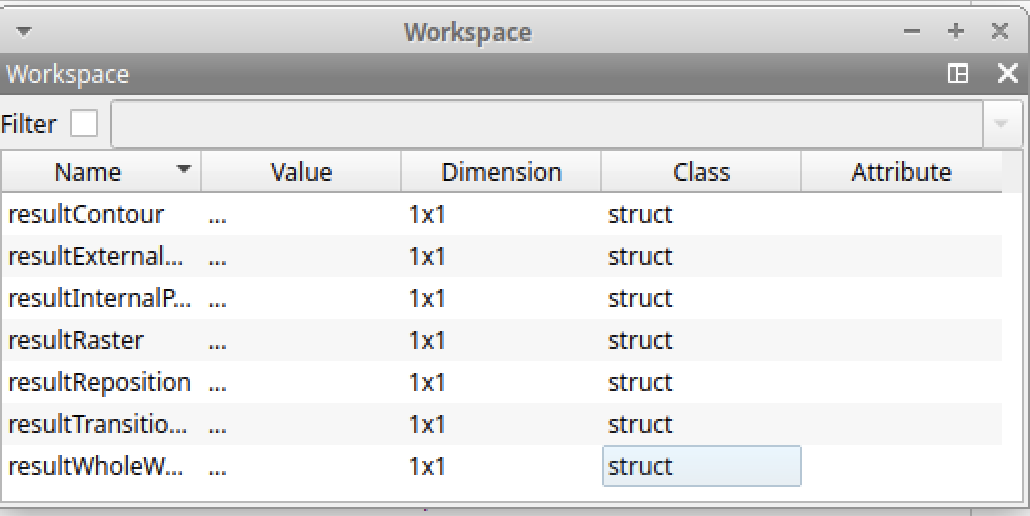 Workspace
Workspace
Filter
Name Value Dimension Class Attribute
resultContour ... 1x1 struct
resultExternal... ... 1x1 struct
resultInternalP... ... 1x1 struct
resultRaster ... 1x1 struct
resultReposition ... 1x1 struct
resultTransitio... ... 1x1 struct
resultWholeW... ... 1x1 struct